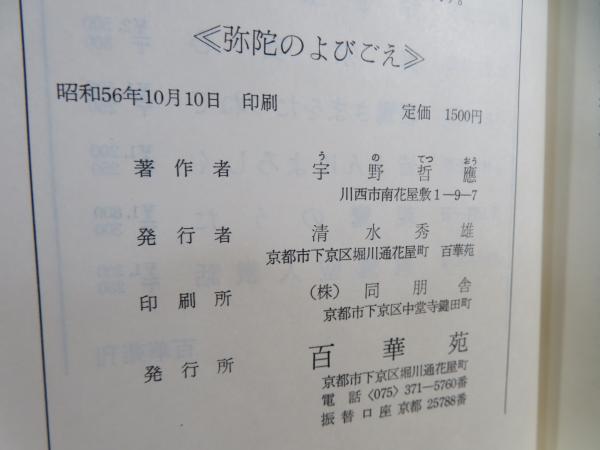 ≪弥陀のよびごえ≫
昭和56年10月10日 印刷
定価 1500円
著作者 宇野哲應
う の てつ おう
川西市南花屋敷1-9-7
発行者 清水秀雄
京都市下京区堀川通花屋町 百華苑
印刷所 (株)同朋舎
京都市下京区中堂寺鍵田町
発行所 百華苑
京都市下京区堀川通花屋町
電話〈075〉371-5760番
振替口座 京都 25788番